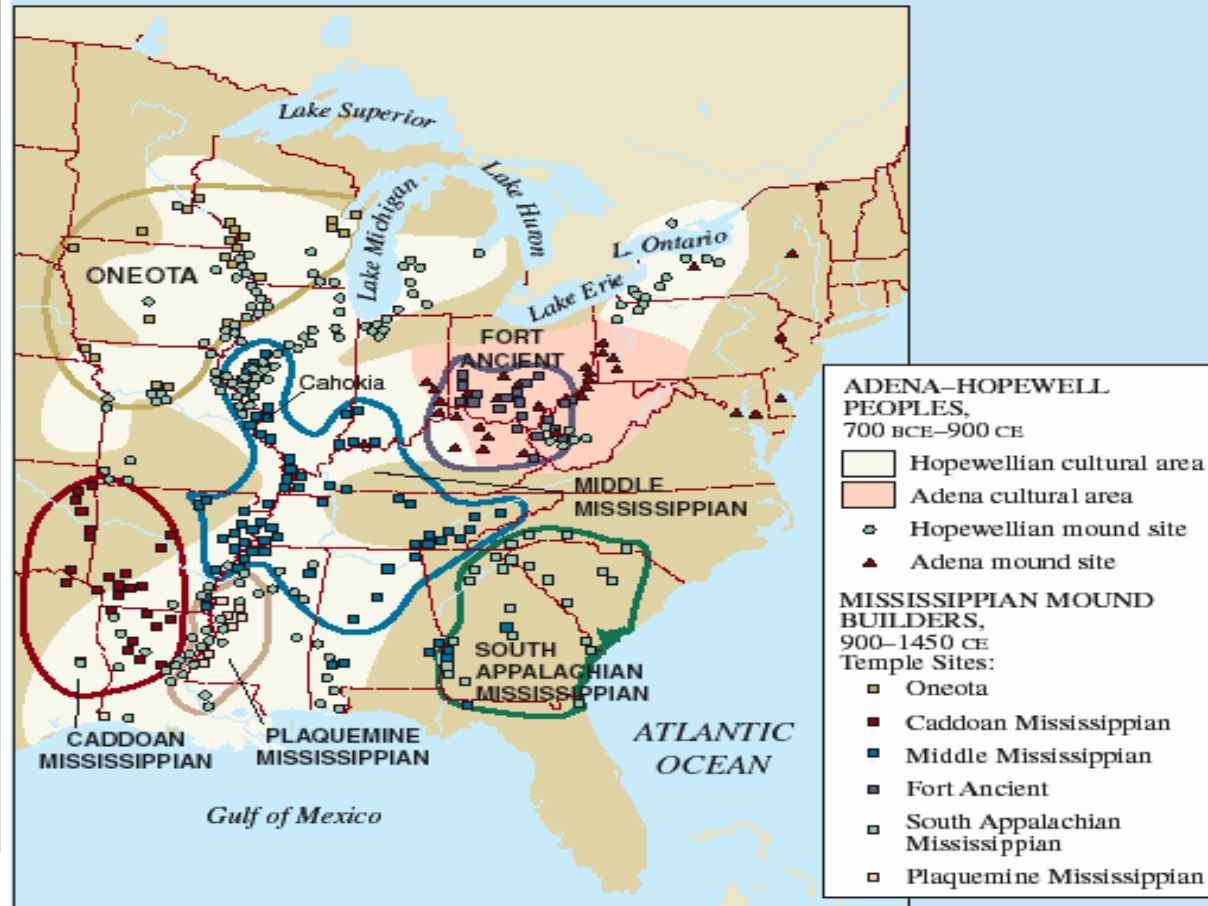 Lake Superior
Lake Michigan
Lake Huron
L. Ontario
Lake Erie
ONEOTA
FORT
ANCIENT
Cahokia
MIDDLE
MISSISSIPPIAN
SOUTH
APPALACHIAN
MISSISSIPPIAN
CADDOAN
MISSISSIPPIAN
PLAQUEMINE
MISSISSIPPIAN
ATLANTIC
OCEAN
Gulf of Mexico
ADENA–HOPEWELL
PEOPLES,
700 BCE–900 CE
Hopewellian cultural area
Adena cultural area
Hopewellian mound site
Adena mound site
MISSISSIPPIAN MOUND
BUILDERS,
900–1450 CE
Temple Sites:
Oneota
Caddoan Mississippian
Middle Mississippian
Fort Ancient
South Appalachian
Mississippian
Plaquemine Mississippian